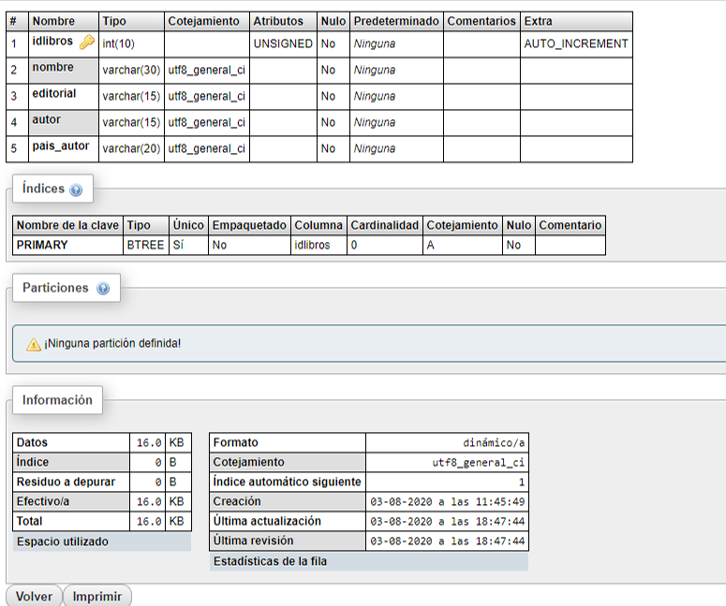 # Nombre Tipo Cotejamiento Atributos Nulo Predeterminado Comentarios Extra
1 idlibros int(10) UNSIGNED No Ninguna AUTO_INCREMENT
2 nombre varchar(30) utf8_general_ci No Ninguna
3 editorial varchar(15) utf8_general_ci No Ninguna
4 autor varchar(15) utf8_general_ci No Ninguna
5 pais_autor varchar(20) utf8_general_ci No Ninguna
Índices
Nombre de la clave Tipo Único Empaquetado Columna Cardinalidad Cotejamiento Nulo Comentario
PRIMARY BTREE Sí No idlibros 0 A No
Particiones
¡Ninguna partición definida!
Información
Datos 16.0 KB
Índice 0 B
Residuo a depurar 0 B
Efectivo/a 16.0 KB
Total 16.0 KB
Espacio utilizado
Formato dinámico/a
Cotejamiento utf8_general_ci
Índice automático siguiente 1
Creación 03-08-2020 a las 11:45:49
Última actualización 03-08-2020 a las 18:47:44
Última revisión 03-08-2020 a las 18:47:44
Estadísticas de la fila
Volver Imprimir